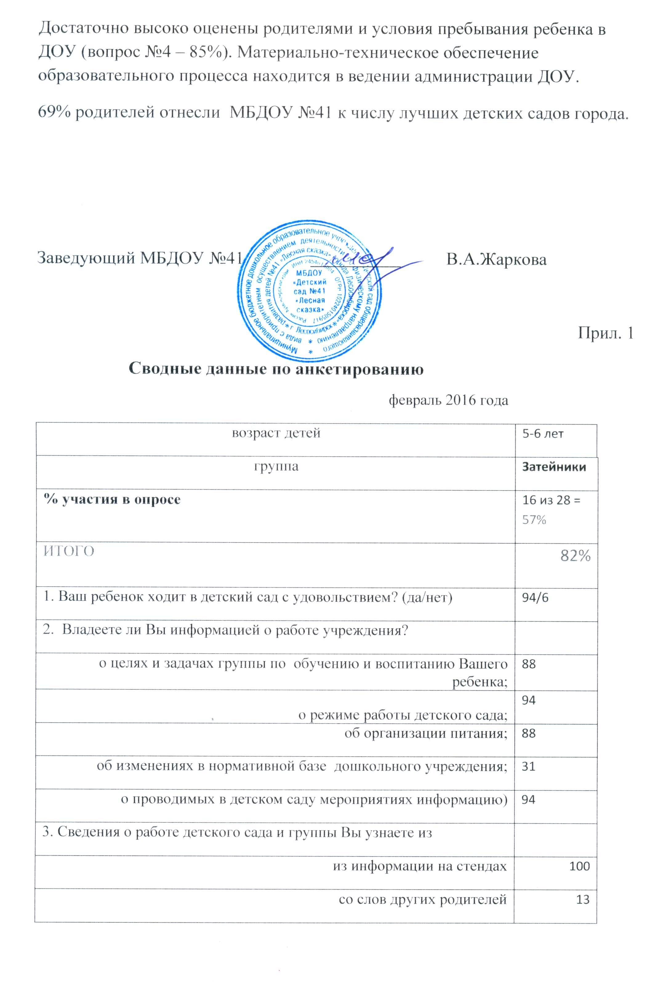 Достаточно высоко оценены родителями и условия пребывания ребенка в
ДОУ (вопрос №4 – 85%). Материально-техническое обеспечение
образовательного процесса находится в ведении администрации ДОУ.
69% родителей отнесли МБДОУ №41 к числу лучших детских садов города.
Заведующий МБДОУ №41
В.А.Жаркова
Муниципальное бюджетное дошкольное образовательное детский сад общеразвивающего
вида с приоритетным осуществлением деятельности по физическому направлению
развития детей №41 «Лесная сказка» города Лесосибирска»
г Лесосибирск
ОГРН 1022401505917
МБДОУ
«Детский
сад №41
«Лесная
сказка»
Прил. 1
Сводные данные по анкетированию
февраль 2016 года
возраст детей 5-6 лет
группа Затейники
% участия в опросе 16 из 28 =
57%
ИТОГО 82%
1. Ваш ребенок ходит в детский сад с удовольствием? (да/нет) 94/6
2. Владеете ли Вы информацией о работе учреждения?
о целях и задачах группы по обучению и воспитанию Вашего 88
ребенка;
94
о режиме работы детского сада;
об организации питания; 88
об изменениях в нормативной базе дошкольного учреждения; 31
о проводимых в детском саду мероприятиях информацию) 94
3. Сведения о работе детского сада и группы Вы узнаете из
из информации на стендах 100
со слов других родителей 13